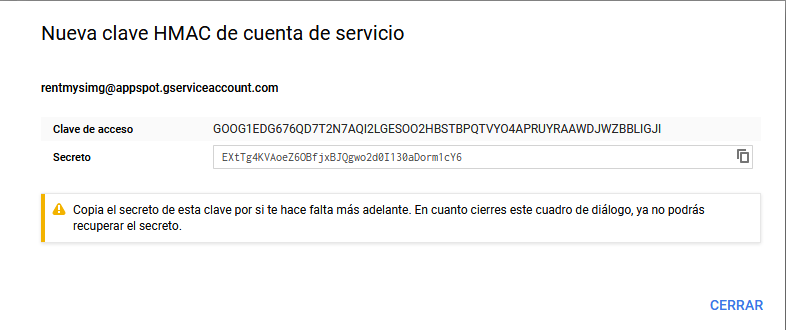 Nueva clave HMAC de cuenta de servicio
rentmysimg@appspot.gserviceaccount.com
Clave de acceso GOOG1EDG676QD7T2N7AQI2LGESOO2HBSTBPQTVYO4APRUYRAAWDJWZBBLIGJI
Secreto EXtTg4KVAoeZ6OBfjxBJQgwo2d0I130aDorm1cY6
Copia el secreto de esta clave por si te hace falta más adelante. En cuanto cierres este cuadro de diálogo, ya no podrás
recuperar el secreto.
CERRAR